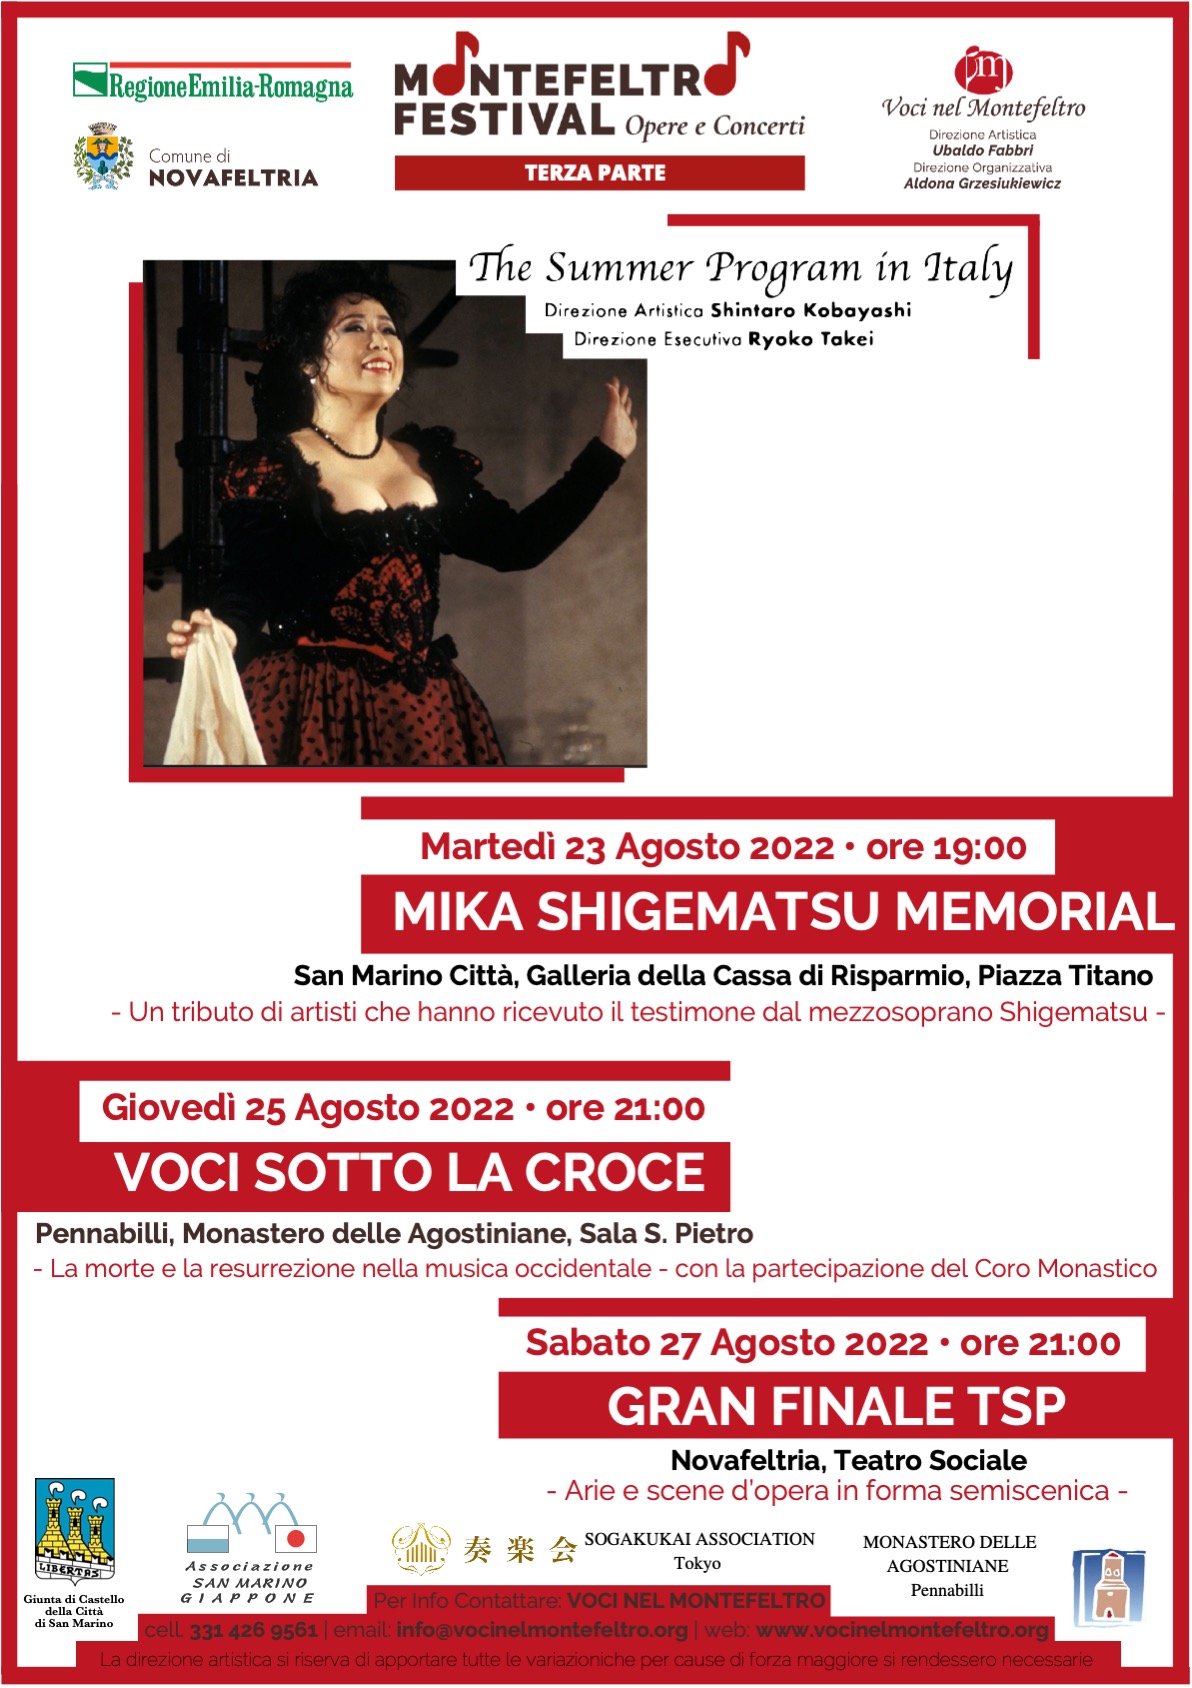 RegioneEmilia-Romagna
Comune di
NOVAFELTRIA
MONTEFELTRO
FESTIVAL Opere e Concerti
TERZA PARTE
Voci nel Montefeltro
Direzione Artistica
Ubaldo Fabbri
Direzione Organizzativa
Aldona Grzesiukiewicz
The Summer Program in Italy
Direzione Artistica Shintaro Kobayashi
Direzione Esecutiva Ryoko Takei
Martedì 23 Agosto 2022 • ore 19:00
MIKA SHIGEMATSU MEMORIAL
San Marino Città, Galleria della Cassa di Risparmio, Piazza Titano
- Un tributo di artisti che hanno ricevuto il testimone dal mezzosoprano Shigematsu -
Giovedì 25 Agosto 2022 • ore 21:00
VOCI SOTTO LA CROCE
Pennabilli, Monastero delle Agostiniane, Sala S. Pietro
- La morte e la resurrezione nella musica occidentale - con la partecipazione del Coro Monastico
Sabato 27 Agosto 2022 • ore 21:00
GRAN FINALE TSP
Novafeltria, Teatro Sociale
- Arie e scene d'opera in forma semiscenica -
LIBERTAS
Giunta di Castello
della Città
di San Marino
Associazione
SAN MARINO
GIAPPONE
奏楽会
SOGAKUKAI ASSOCIATION
Tokyo
MONASTERO DELLE
AGOSTINIANE
Pennabilli
Per Info Contattare: VOCI NEL MONTEFELTRO
cell. 331 426 9561 | email: info@vocinelmontefeltro.org | web: www.vocinelmontefeltro.org
La direzione artistica si riserva di apportare tutte le variazioniche per cause di forza maggiore si rendessero necessarie